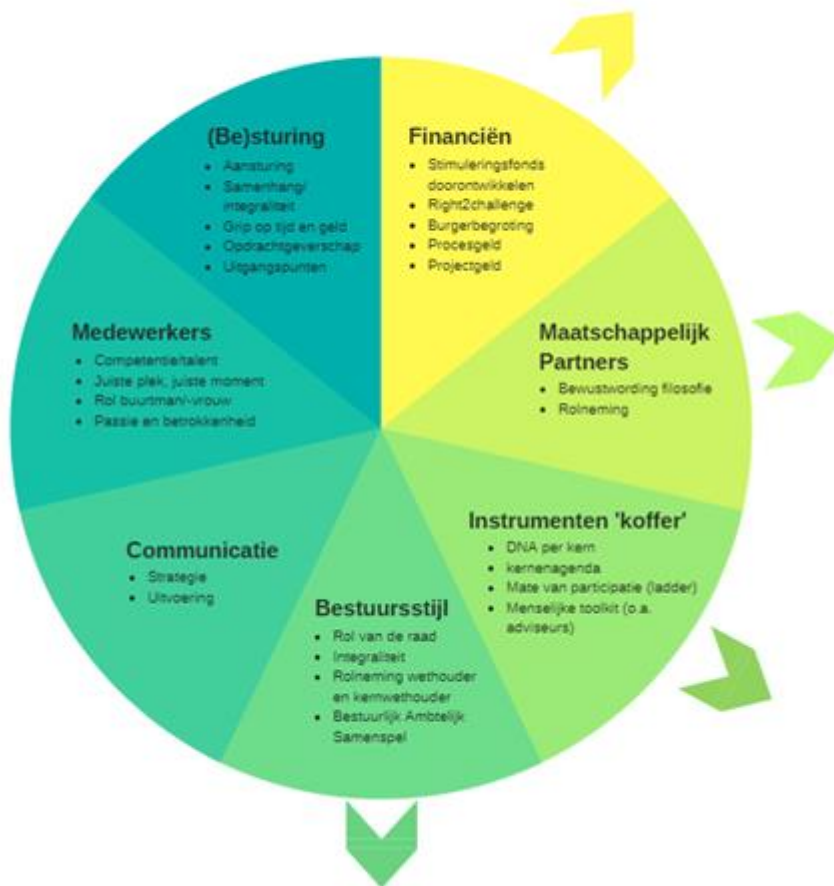 (Be)sturing
• Aansturing
• Samenhang/
integraliteit
• Grip op tijd en geld
• Opdrachtgeverschap
• Uitgangspunten
Financiën
• Stimuleringsfonds
doorontwikkelen
• Right2challenge
• Burgerbegroting
• Procesgeld
• Projectgeld
Maatschappelijk
Partners
• Bewustwording filosofie
• Rolneming
Instrumenten 'koffer'
• DNA per kern
• kernenagenda
• Mate van participatie (ladder)
• Menselijke toolkit (o.a.
adviseurs)
Bestuursstijl
• Rol van de raad
• Integraliteit
• Rolneming wethouder
en kernwethouder
• Bestuurlijk Ambtelijk
Samenspel
Communicatie
• Strategie
• Uitvoering
Medewerkers
• Competentie/talent
• Juiste plek, juiste moment
• Rol buurtman/-vrouw
• Passie en betrokkenheid